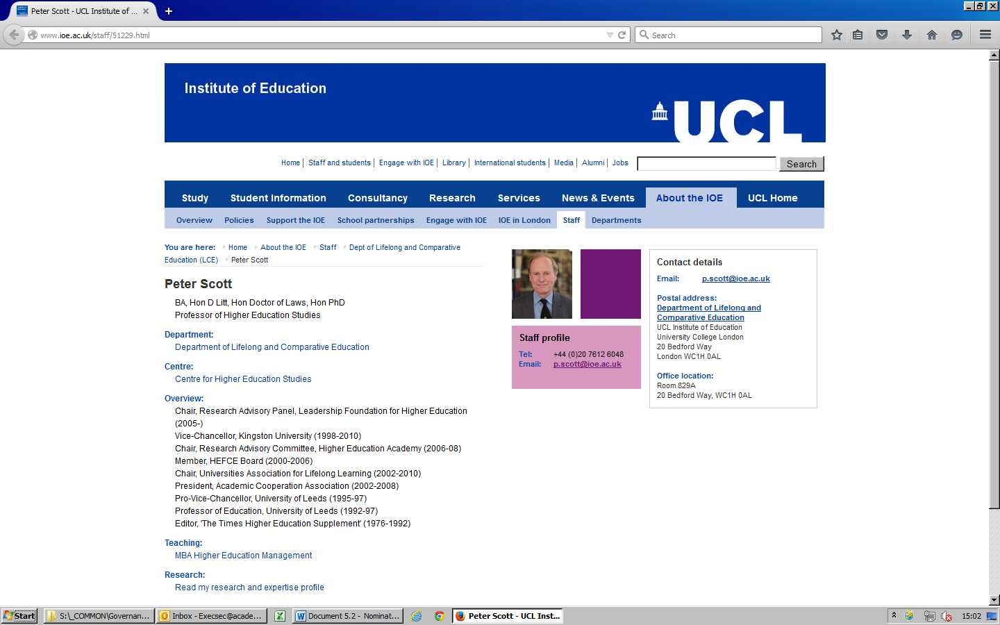 Peter Scott - UCL Institute of ...
www.ioe.ac.uk/staff/51229.html
Search
Institute of Education
UCL
Home | Staff and students | Engage with IOE | Library | International students | Media | Alumni | Jobs
Search
Study Student Information Consultancy Research Services News & Events About the IOE UCL Home
Overview Policies Support the IOE School partnerships Engage with IOE IOE in London Staff Departments
You are here: Home About the IOE Staff Dept of Lifelong and Comparative
Education (LCE) Peter Scott
Peter Scott
BA, Hon D Litt, Hon Doctor of Laws, Hon PhD
Professor of Higher Education Studies
Department:
Department of Lifelong and Comparative Education
Centre:
Centre for Higher Education Studies
Overview:
Chair, Research Advisory Panel, Leadership Foundation for Higher Education
(2005-)
Vice-Chancellor, Kingston University (1998-2010)
Chair, Research Advisory Committee, Higher Education Academy (2006-08)
Member, HEFCE Board (2000-2006)
Chair, Universities Association for Lifelong Learning (2002-2010)
President, Academic Cooperation Association (2002-2008)
Pro-Vice-Chancellor, University of Leeds (1995-97)
Professor of Education, University of Leeds (1992-97)
Editor, 'The Times Higher Education Supplement' (1976-1992)
Teaching:
MBA Higher Education Management
Research:
Read my research and expertise profile
Staff profile
Tel: +44 (0)20 7612 6048
Email: p.scott@ioe.ac.uk
Contact details
Email: p.scott@ioe.ac.uk
Postal address:
Department of Lifelong and
Comparative Education
UCL Institute of Education
University College London
20 Bedford Way
London WC1H 0AL
Office location:
Room 829A
20 Bedford Way, WC1H 0AL
Start S:\_COMMON\Governan... Inbox - Execsec@acade... Document 5.2 - Nominat... Peter Scott - UCL Inst... 15:02